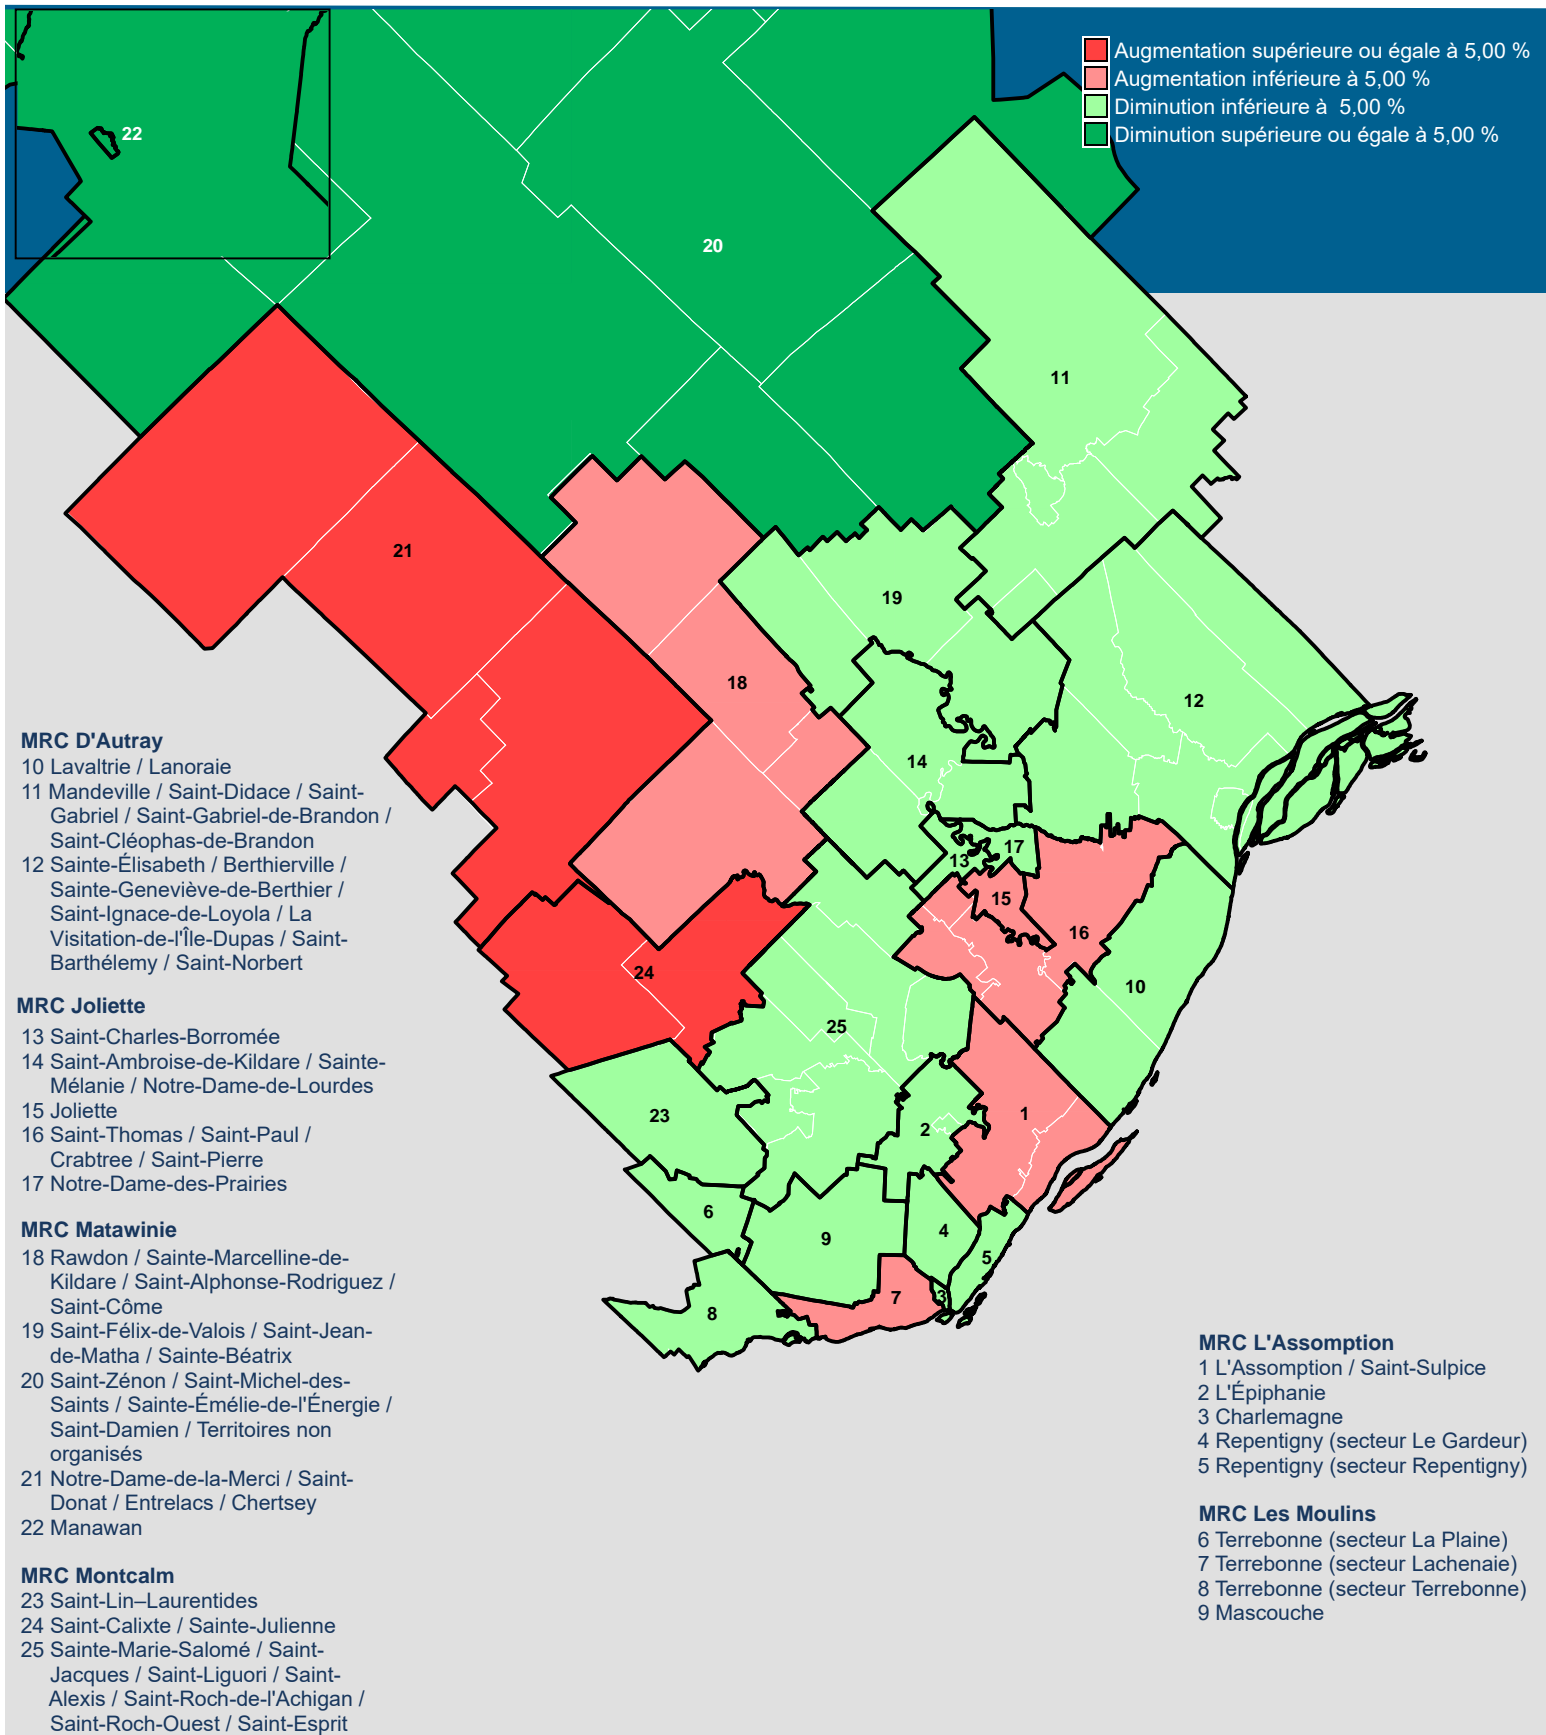 Augmentation supérieure ou égale à 5,00 %
Augmentation inférieure à 5,00 %
Diminution inférieure à  5,00 %
Diminution supérieure ou égale à 5,00 %
22
20
11
21
19
18
12
14
17
13
15
16
24
10
25
1
23
2
6
4
9
5
3
7
8
MRC D'Autray
10 Lavaltrie / Lanoraie
11 Mandeville / Saint-Didace / Saint-
Gabriel / Saint-Gabriel-de-Brandon /
Saint-Cléophas-de-Brandon
12 Sainte-Élisabeth / Berthierville /
Sainte-Geneviève-de-Berthier /
Saint-Ignace-de-Loyola / La
Visitation-de-l'Île-Dupas / Saint-
Barthélemy / Saint-Norbert
MRC Joliette
13 Saint-Charles-Borromée
14 Saint-Ambroise-de-Kildare / Sainte-
Mélanie / Notre-Dame-de-Lourdes
15 Joliette
16 Saint-Thomas / Saint-Paul /
Crabtree / Saint-Pierre
17 Notre-Dame-des-Prairies
MRC Matawinie
18 Rawdon / Sainte-Marcelline-de-
Kildare / Saint-Alphonse-Rodriguez /
Saint-Côme
19 Saint-Félix-de-Valois / Saint-Jean-
de-Matha / Sainte-Béatrix
20 Saint-Zénon / Saint-Michel-des-
Saints / Sainte-Émélie-de-l'Énergie /
Saint-Damien / Territoires non
organisés
21 Notre-Dame-de-la-Merci / Saint-
Donat / Entrelacs / Chertsey
22 Manawan
MRC Montcalm
23 Saint-Lin–Laurentides
24 Saint-Calixte / Sainte-Julienne
25 Sainte-Marie-Salomé / Saint-
Jacques / Saint-Liguori / Saint-
Alexis / Saint-Roch-de-l'Achigan /
Saint-Roch-Ouest / Saint-Esprit
MRC L'Assomption
1 L'Assomption / Saint-Sulpice
2 L'Épiphanie
3 Charlemagne
4 Repentigny (secteur Le Gardeur)
5 Repentigny (secteur Repentigny)
MRC Les Moulins
6 Terrebonne (secteur La Plaine)
7 Terrebonne (secteur Lachenaie)
8 Terrebonne (secteur Terrebonne)
9 Mascouche